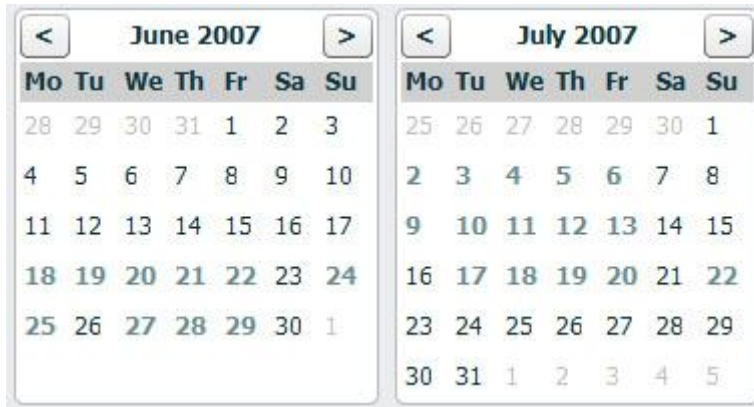 < June 2007 >
Mo Tu We Th Fr Sa Su
28 29 30 31 1 2 3
4 5 6 7 8 9 10
11 12 13 14 15 16 17
18 19 20 21 22 23 24
25 26 27 28 29 30 1
< July 2007 >
Mo Tu We Th Fr Sa Su
25 26 27 28 29 30 1
2 3 4 5 6 7 8
9 10 11 12 13 14 15
16 17 18 19 20 21 22
23 24 25 26 27 28 29
30 31 1 2 3 4 5